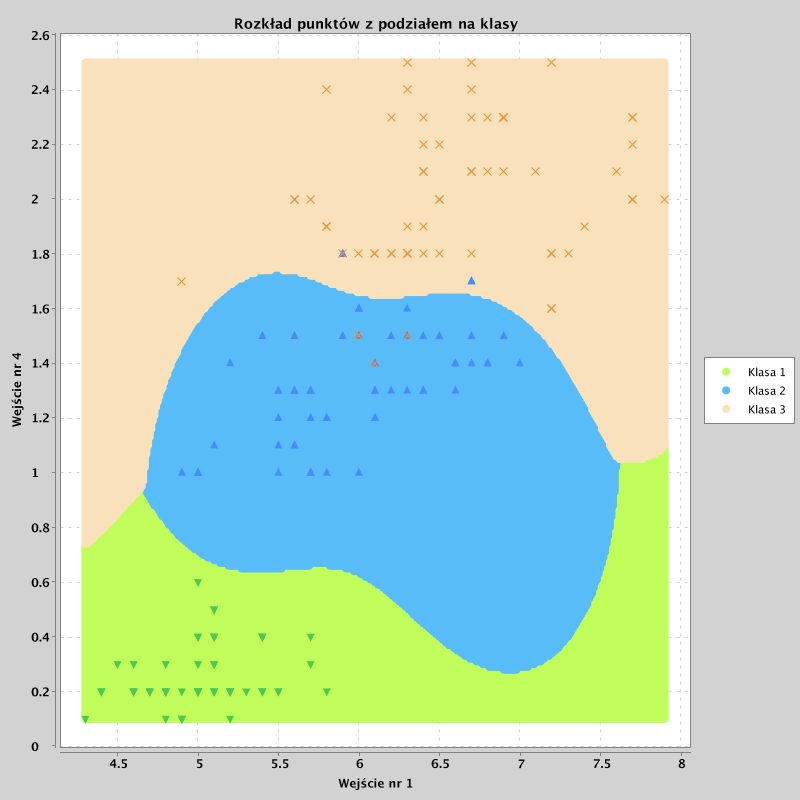 Rozkład punktów z podziałem na klasy
2.6
2.4
2.2
2
1.8
1.6
1.4
1.2
1
0.8
0.6
0.4
0.2
0
Wejście nr 4
4.5 5 5.5 6 6.5 7 7.5 8
Wejście nr 1
Klasa 1
Klasa 2
Klasa 3